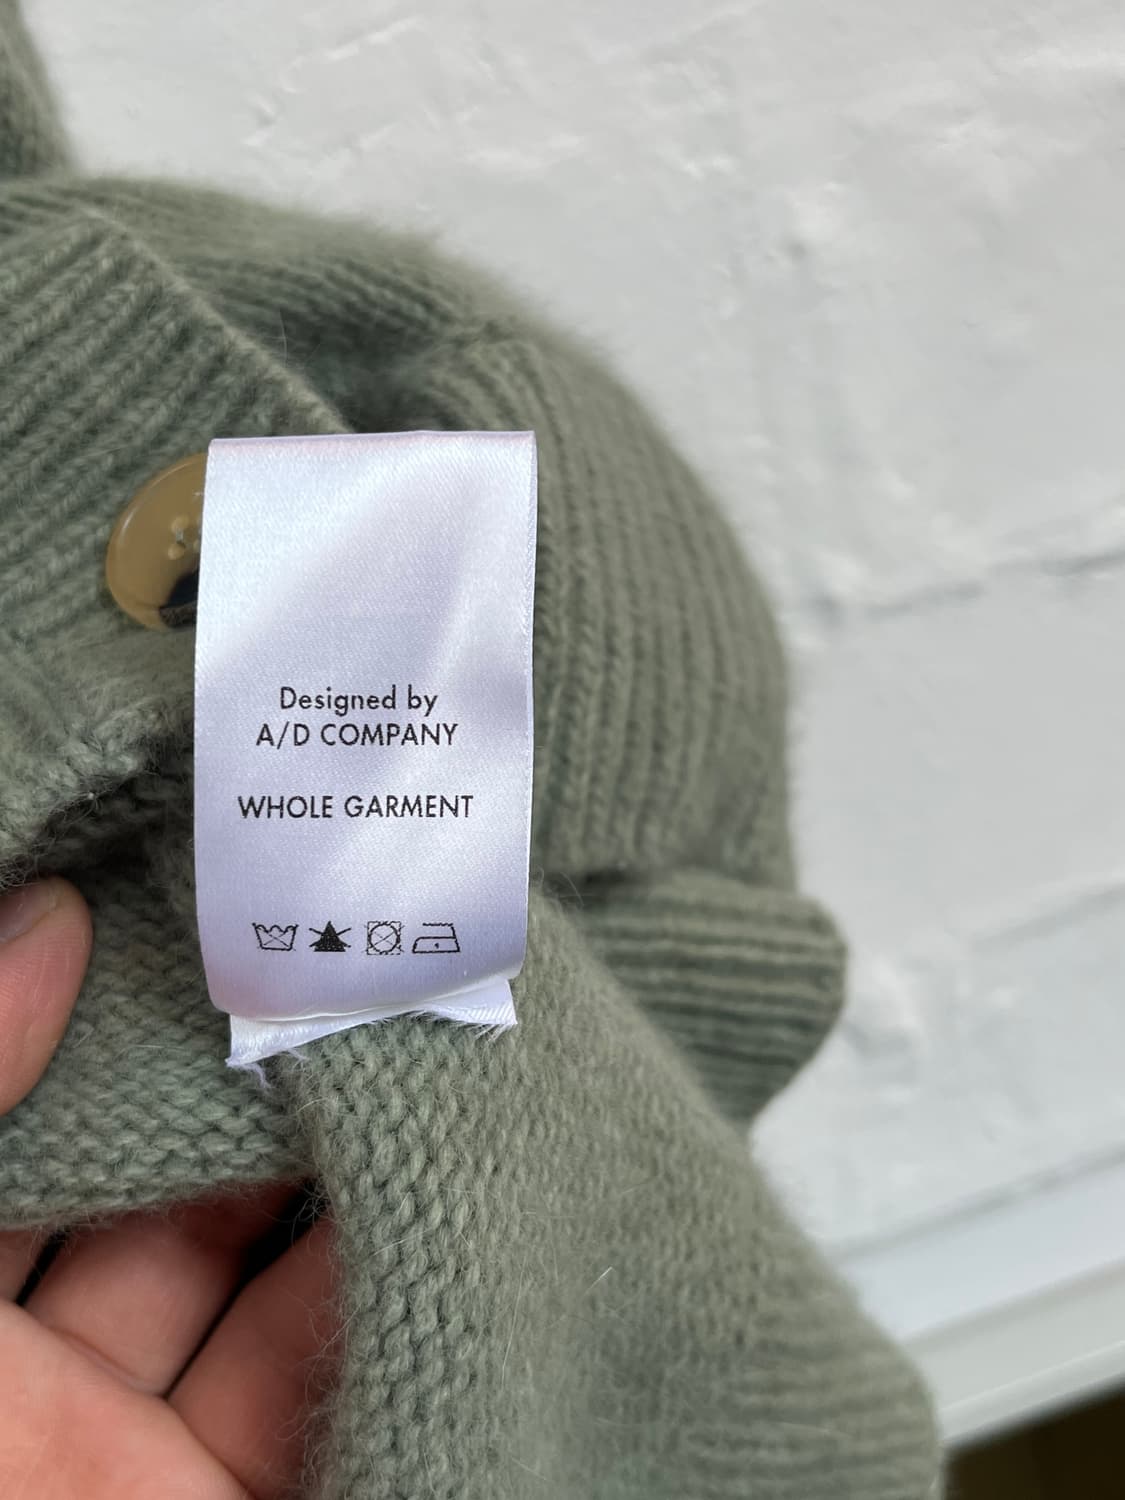 Designed by
A/D COMPANY
WHOLE GARMENT